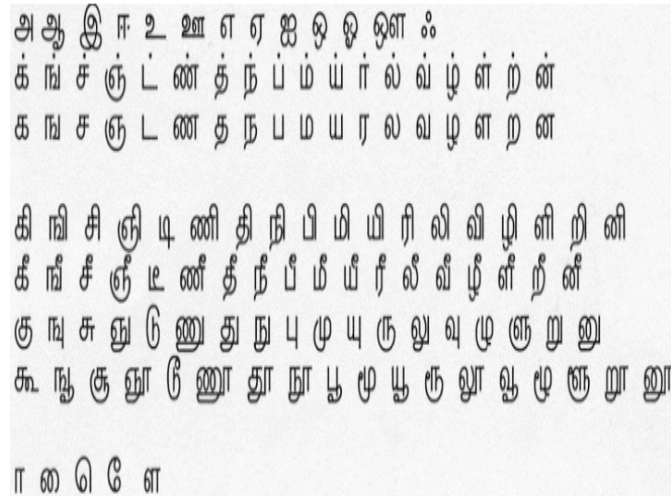 அ ஆ இ ஈ உ ஊ எ ஏ ஐ ஒ ஓ ஔ ஃ
க் ங் ச் ஞ் ட் ண் த் ந் ப் ம் ய் ர் ல் வ் ழ் ள் ற் ன்
க ங ச ஞ ட ண த ந ப ம ய ர ல வ ழ ள ற ன
கி ஙி சி ஞி டி ணி தி நி பி மி யி ரி லி வி ழி ளி றி னி
கீ ஙீ சீ ஞீ டீ ணீ தீ நீ பீ மீ யீ ரீ லீ வீ ழீ ளீ றீ னீ
கு ஙு சு ஞு டு ணு து நு பு மு யு ரு லு வு ழு ளு று னு
கூ ஙூ சூ ஞூ டூ ணூ தூ நூ பூ மூ யூ ரூ லூ வூ ழூ ளூ றூ னூ
ா ை ெ ே ள